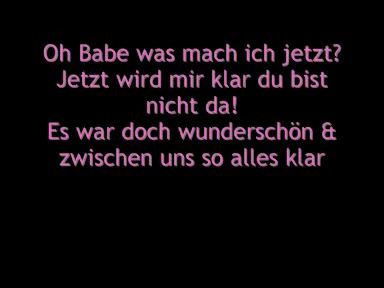 Oh Babe was mach ich jetzt?
Jetzt wird mir klar du bist
nicht da!
Es war doch wunderschön &
zwischen uns so alles klar